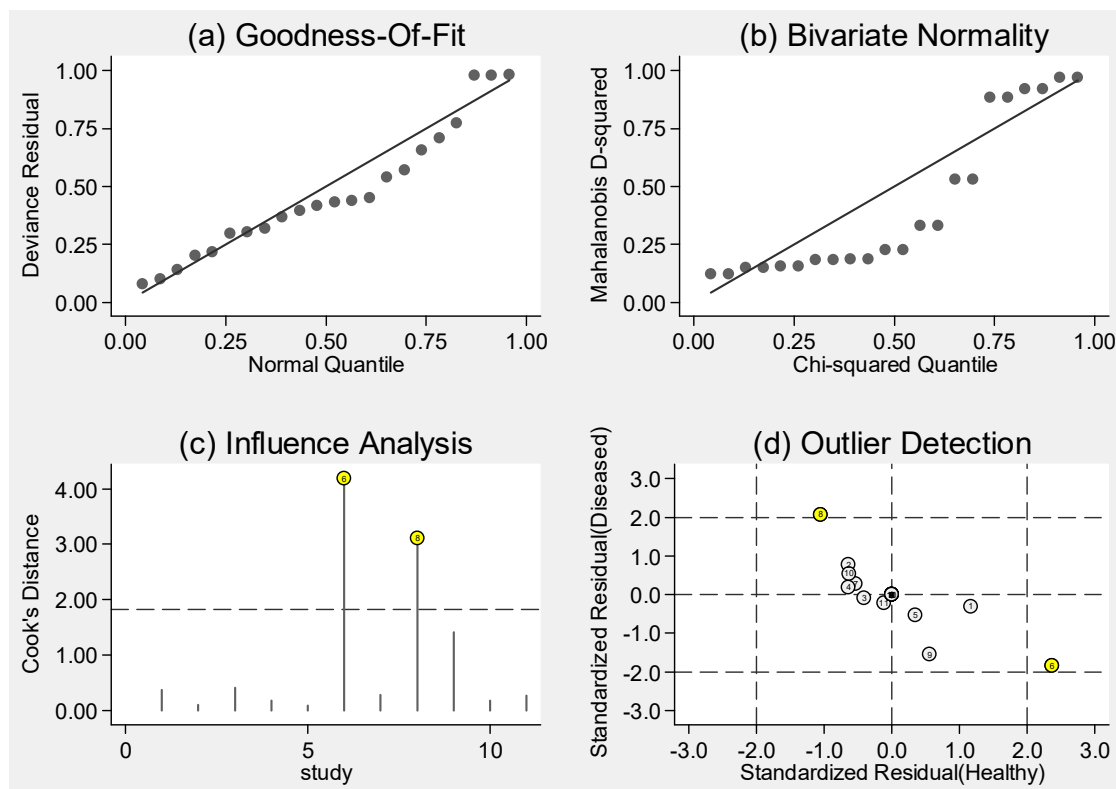 (a) Goodness-Of-Fit
Deviance Residual
1.00
0.75
0.50
0.25
0.00
0.00 0.25 0.50 0.75 1.00
Normal Quantile
(b) Bivariate Normality
Mahalanobis D-squared
1.00
0.75
0.50
0.25
0.00
0.00 0.25 0.50 0.75 1.00
Chi-squared Quantile
(c) Influence Analysis
Cook's Distance
4.00
3.00
2.00
1.00
0.00
6
8
0 5 10
study
(d) Outlier Detection
Standardized Residual(Diseased)
3.0
2.0
1.0
0.0
-1.0
-2.0
-3.0
8
2
10
7
4
3
11
5
1
9
6
-3.0 -2.0 -1.0 0.0 1.0 2.0 3.0
Standardized Residual(Healthy)